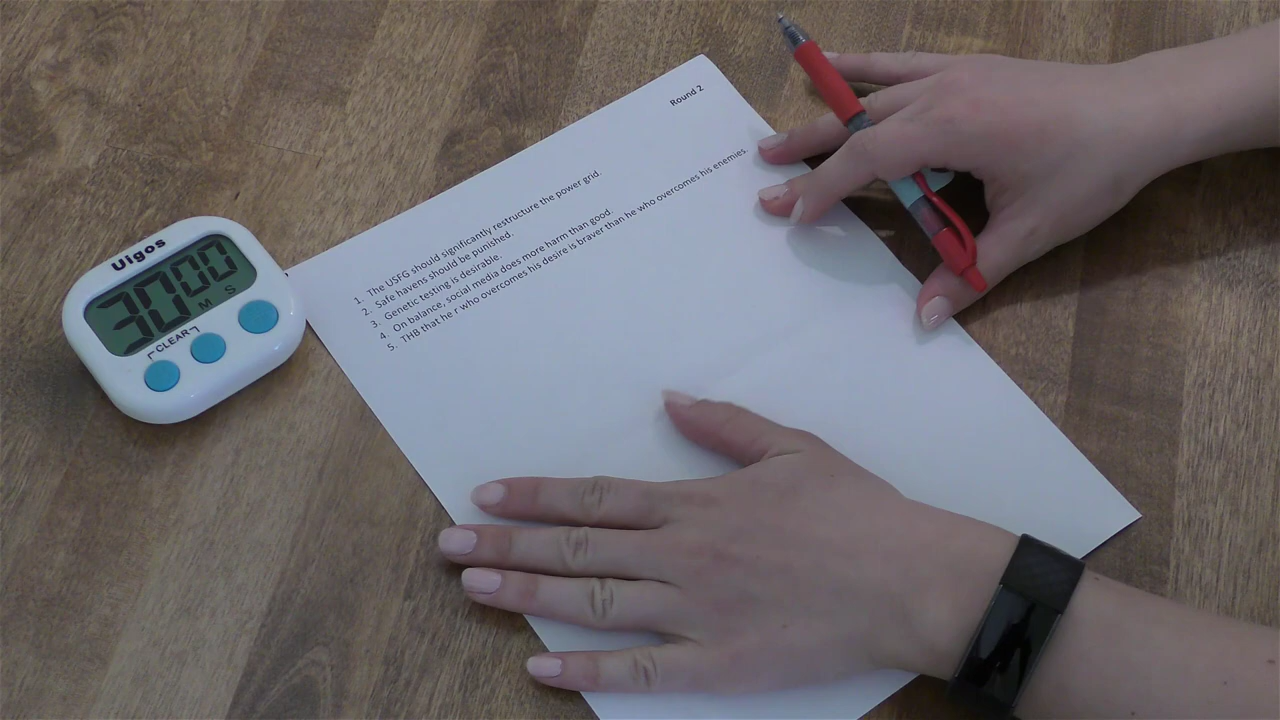 Round 2
1. The USFG should significantly restructure the power grid.
2. Safe havens should be punished.
3. Genetic testing is desirable.
4. On balance, social media does more harm than good.
5. THB that he r who overcomes his desire is braver than he who overcomes his enemies.
Uigos
3000
M S
CLEAR